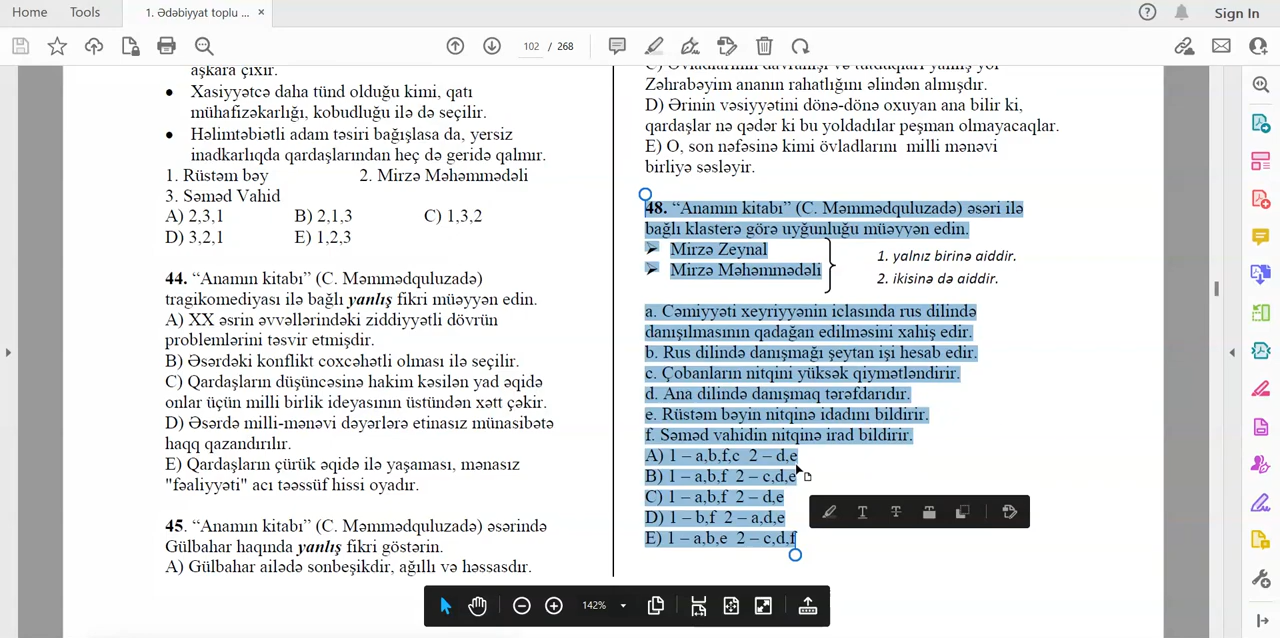 Home
Tools
1. Ədəbiyyat toplu ...
×
Sign In
102 / 268
aşkara çıxır.
• Xasiyyətcə daha tünd olduğu kimi, qatı
mühafizəkarlığı, kobudluğu ilə də seçilir.
• Həlimtəbiətli adam təsiri bağışlasa da, yersiz
inadkarlıqda qardaşlarından heç də geridə qalmır.
1. Rüstəm bəy 2. Mirzə Məhəmmədəli
3. Səməd Vahid
A) 2,3,1 B) 2,1,3 C) 1,3,2
D) 3,2,1 E) 1,2,3
44. “Anamın kitabı” (C. Məmmədquluzadə)
tragikomediyası ilə bağlı yanlış fikri müəyyən edin.
A) XX əsrin əvvəllərindəki ziddiyyətli dövrün
problemlərini təsvir etmişdir.
B) Əsərdəki konflikt coxcəhətli olması ilə seçilir.
C) Qardaşların düşüncəsinə hakim kəsilən yad əqidə
onlar üçün milli birlik ideyasının üstündən xətt çəkir.
D) Əsərdə milli-mənəvi dəyərlərə etinasız münasibətə
haqq qazandırılır.
E) Qardaşların çürük əqidə ilə yaşaması, mənasız
"fəaliyyəti" acı təəssüf hissi oyadır.
45. “Anamın kitabı” (C. Məmmədquluzadə) əsərində
Gülbahar haqında yanlış fikri göstərin.
A) Gülbahar ailədə sonbeşikdir, ağıllı və həssasdır.
C) Övladlarının davranışı və tutduqları yanlış yol
Zəhrabəyim ananın rahatlığını əlindən almışdır.
D) Ərinin vəsiyyətini dönə-dönə oxuyan ana bilir ki,
qardaşlar nə qədər ki bu yoldadılar peşman olmayacaqlar.
E) O, son nəfəsinə kimi övladlarını milli mənəvi
birliyə səsləyir.
48. “Anamın kitabı” (C. Məmmədquluzadə) əsəri ilə
bağlı klasterə görə uyğunluğu müəyyən edin.
➢ Mirzə Zeynal
➢ Mirzə Məhəmmədəli
1. yalnız birinə aiddir.
2. ikisinə də aiddir.
a. Cəmiyyəti xeyriyyənin iclasında rus dilində
danışılmasının qadağan edilməsini xahiş edir.
b. Rus dilində danışmağı şeytan işi hesab edir.
c. Çobanların nitqini yüksək qiymətləndirir.
d. Ana dilində danışmaq tərəfdarıdır.
e. Rüstəm bəyin nitqinə idadını bildirir.
f. Səməd vahidin nitqinə irad bildirir.
A) 1 – a,b,f,c 2 – d,e
B) 1 – a,b,f 2 – c,d,e
C) 1 – a,b,f 2 – d,e
D) 1 – b,f 2 – a,d,e
E) 1 – a,b,e 2 – c,d,f
142%